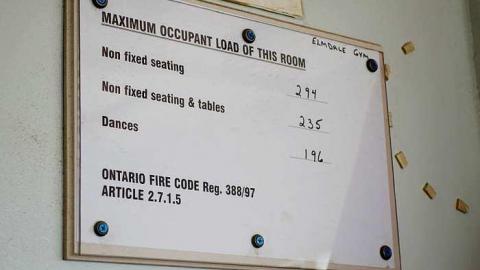 ELMDALE GYM
MAXIMUM OCCUPANT LOAD OF THIS ROOM
Non fixed seating 294
Non fixed seating & tables 235
Dances 196
ONTARIO FIRE CODE Reg. 388/97
ARTICLE 2.7.1.5